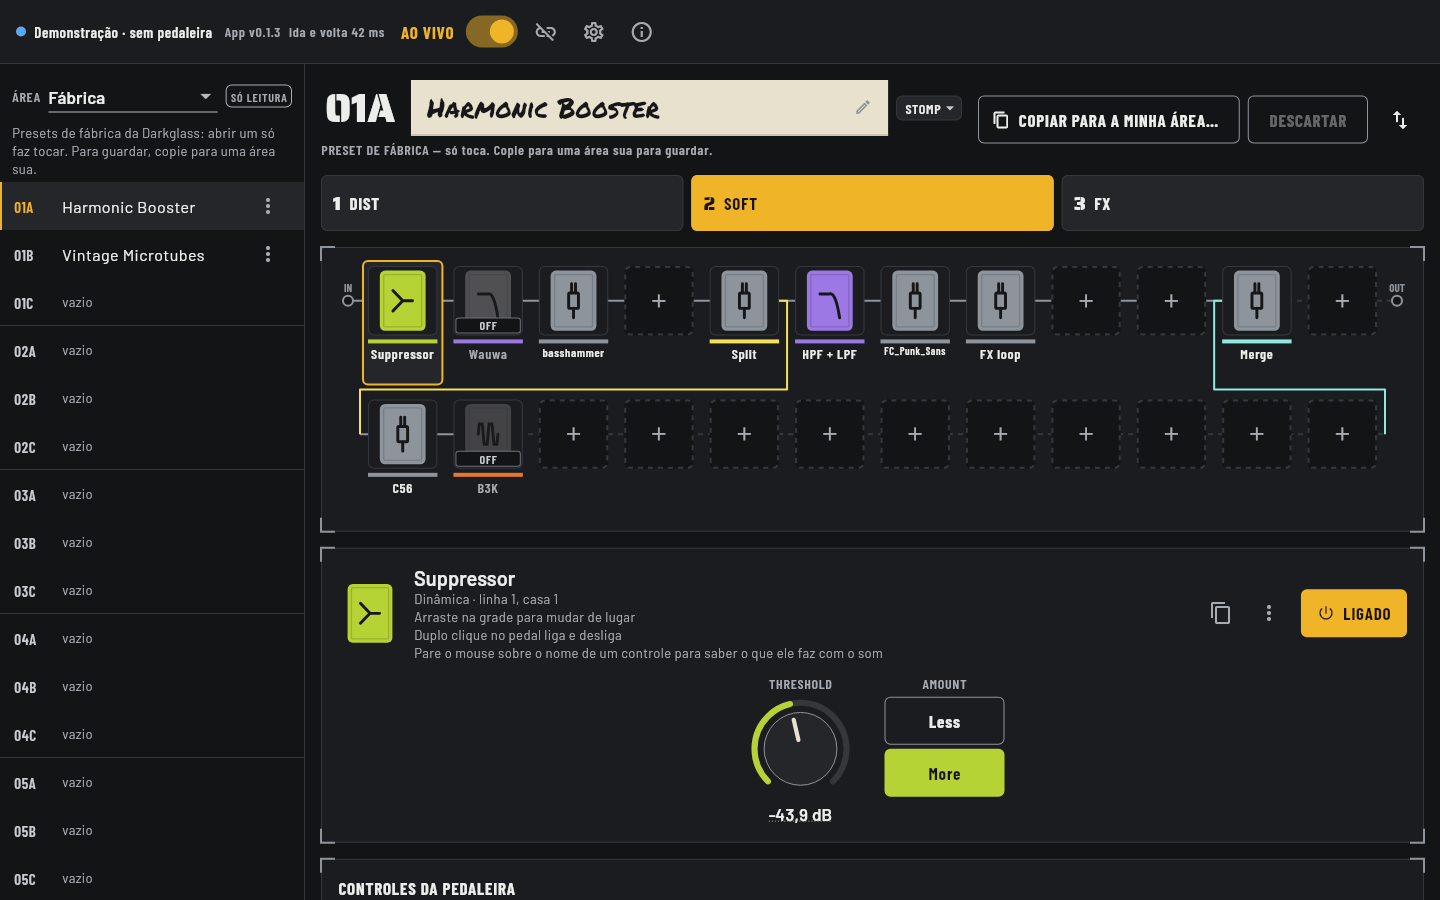 Demonstração · sem pedaleira App v0.1.3 Ida e volta 42 ms AO VIVO
ÁREA Fábrica SÓ LEITURA
Presets de fábrica da Darkglass: abrir um só
faz tocar. Para guardar, copie para uma área
sua.
01A Harmonic Booster
01B Vintage Microtubes
01C vazio
02A vazio
02B vazio
02C vazio
03A vazio
03B vazio
03C vazio
04A vazio
04B vazio
04C vazio
05A vazio
05B vazio
05C vazio
01A Harmonic Booster STOMP COPIAR PARA A MINHA ÁREA... DESCARTAR
PRESET DE FÁBRICA — só toca. Copie para uma área sua para guardar.
1 DIST 2 SOFT 3 FX
IN OFF + + + + OUT
Suppressor Wauwa basshammer Split HPF + LPF FC_Punk_Sans FX loop Merge
OFF + + + + + + + + + +
C56 B3K
Suppressor
Dinâmica · linha 1, casa 1
Arraste na grade para mudar de lugar
Duplo clique no pedal liga e desliga
Pare o mouse sobre o nome de um controle para saber o que ele faz com o som
LIGADO
THRESHOLD AMOUNT
Less
More
-43,9 dB
CONTROLES DA PEDALEIRA